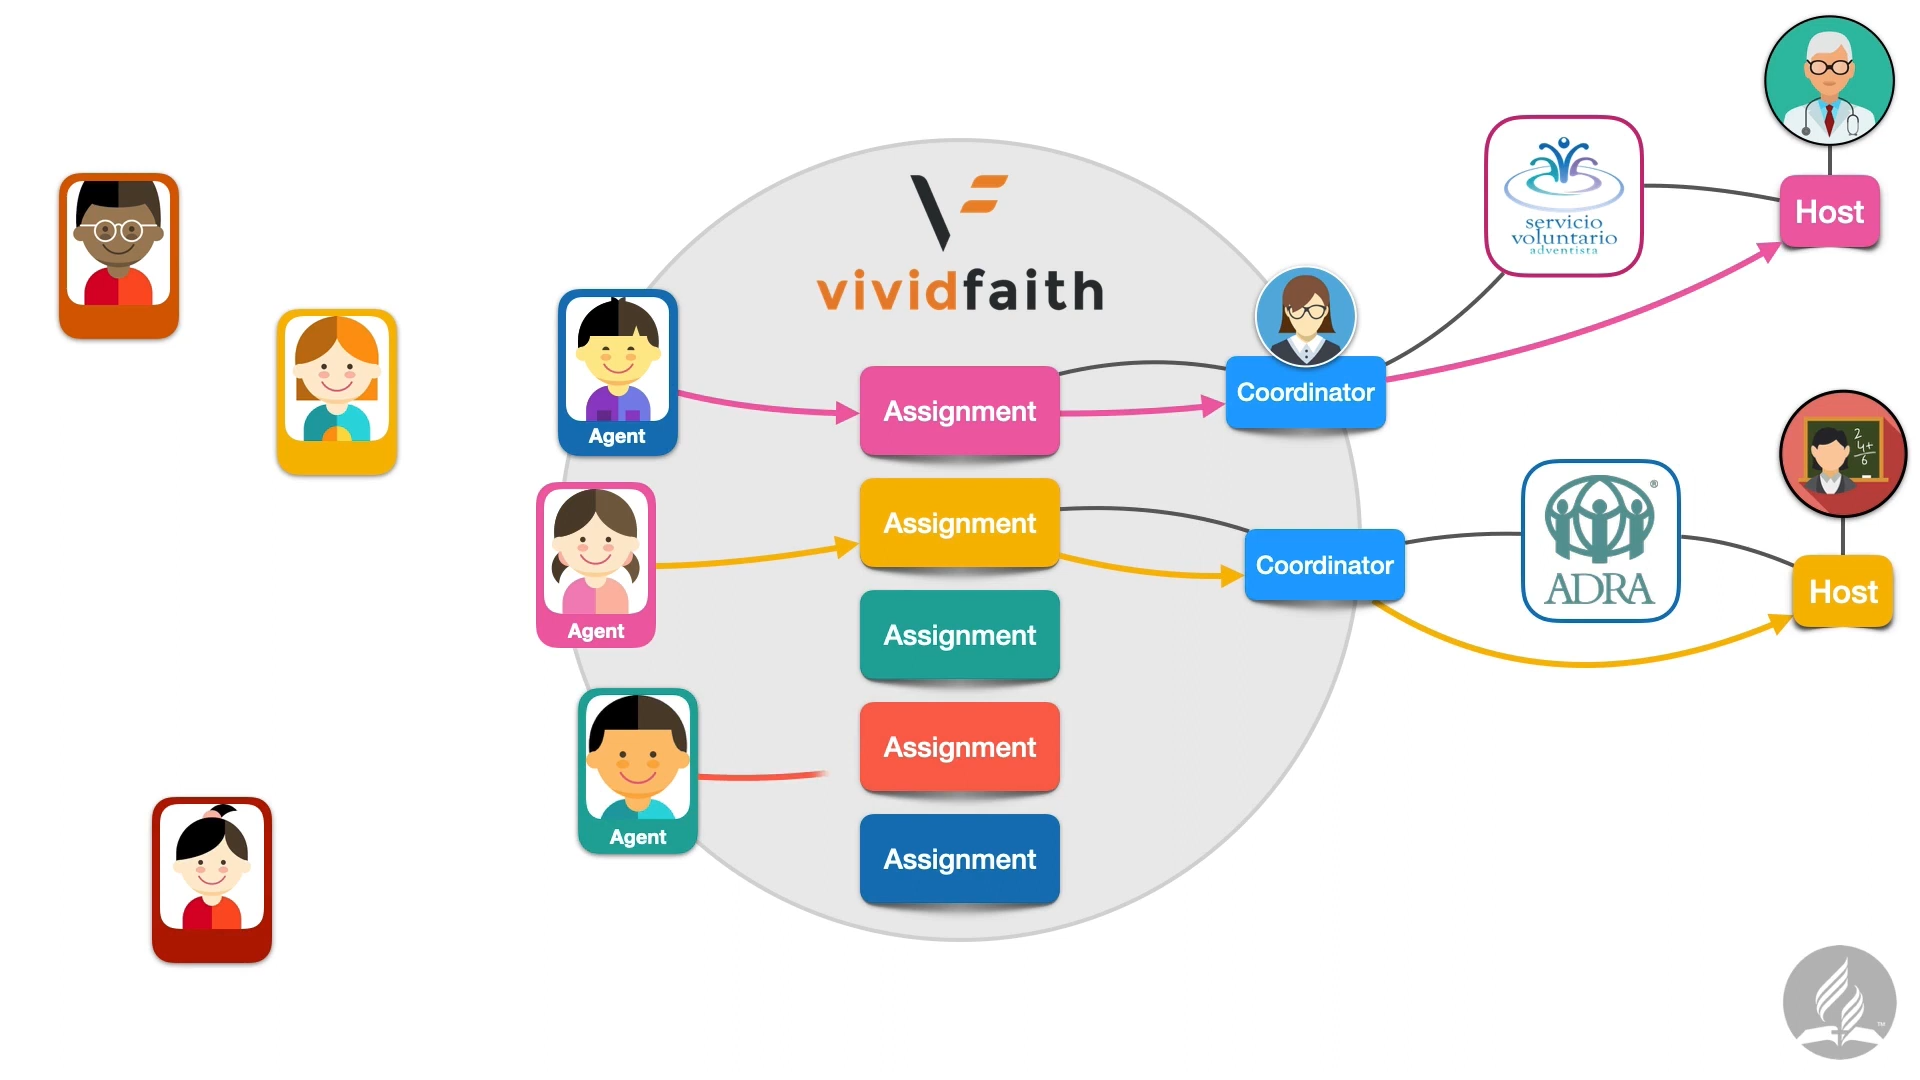 vividfaith
Agent
Agent
Agent
Assignment
Assignment
Assignment
Assignment
Assignment
Coordinator
Coordinator
servicio
voluntario
adventista
ADRA
®
Host
2
4+
6
Host
™